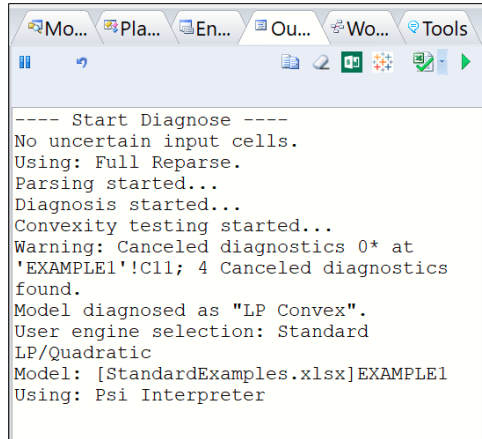 Mo... Pla... En... Ou... Wo... Tools
---- Start Diagnose ----
No uncertain input cells.
Using: Full Reparse.
Parsing started...
Diagnosis started...
Convexity testing started...
Warning: Canceled diagnostics 0* at
'EXAMPLE1'!C11; 4 Canceled diagnostics
found.
Model diagnosed as "LP Convex".
User engine selection: Standard
LP/Quadratic
Model: [StandardExamples.xlsx]EXAMPLE1
Using: Psi Interpreter